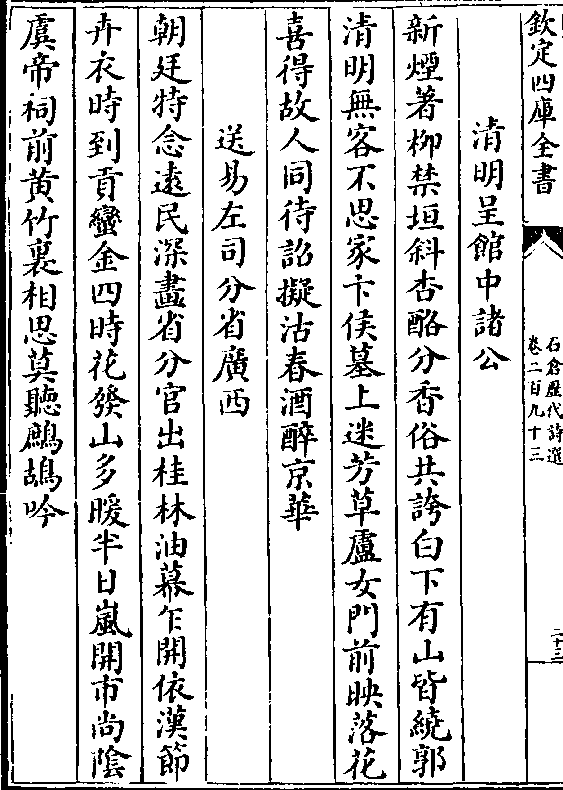 欽定四庫全書
石倉歴代詩選
卷二百九十三
二十三
清明呈館中諸公
新煙著柳禁垣斜杏酪分香俗共誇白下有山皆繞郭
清明無客不思家卞侯墓上迷芳草盧女門前映落花
喜得故人同待詔擬沽春酒醉京華
送易左司分省廣西
朝廷特念遠民深畫省分官出桂林油幕乍開依漢節
卉衣時到貢蠻金四時花發山多暖半日嵐開市尚陰
虞帝祠前黄竹裏相思莫聽鷓鴣吟